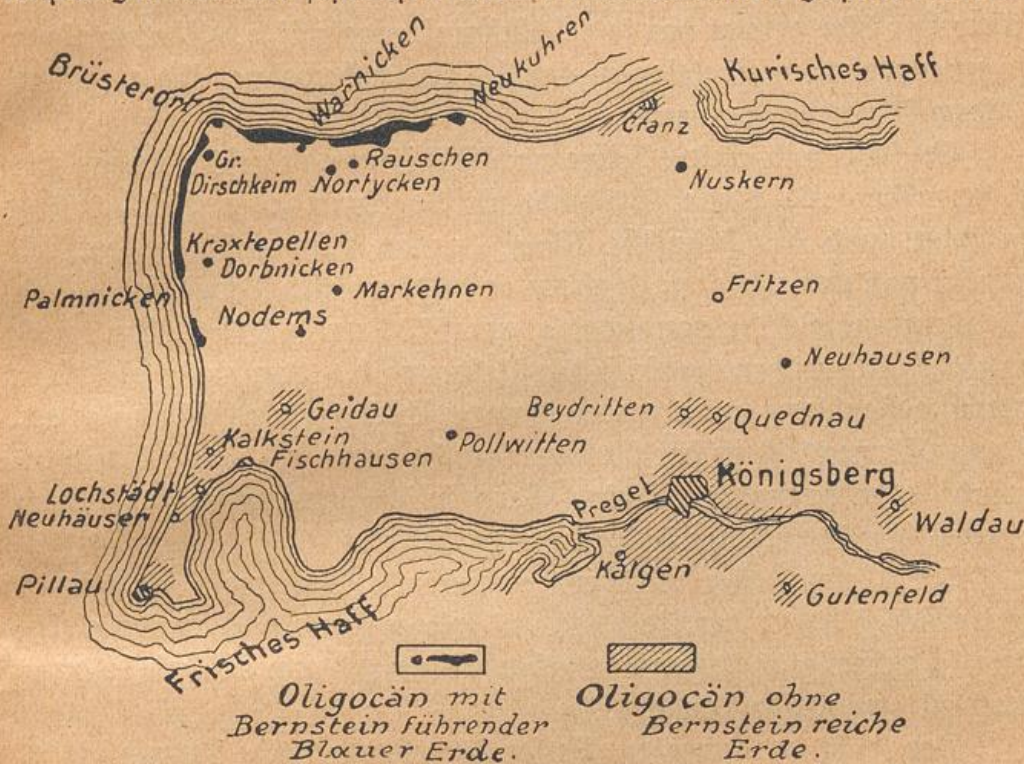 Brüsterort
Warnicken
Neukuhren
Kurisches Haff
Cranz
Gr.
Dirschkeim
Rauschen
Nortycken
Nuskern
Kraxtepellen
Dorbnicken
Palmnicken
Markehnen
Fritzen
Nodems
Neuhausen
Geidau
Beydritten
Quednau
Kalkstein
Pollwitten
Fischhausen
Königsberg
Lochstädt
Pregel
Neuhäuser
Waldau
Kalgen
Pillau
Gutenfeld
Frisches Haff
Oligocän mit
Bernstein führender
Blauer Erde.
Oligocän ohne
Bernstein reiche
Erde.